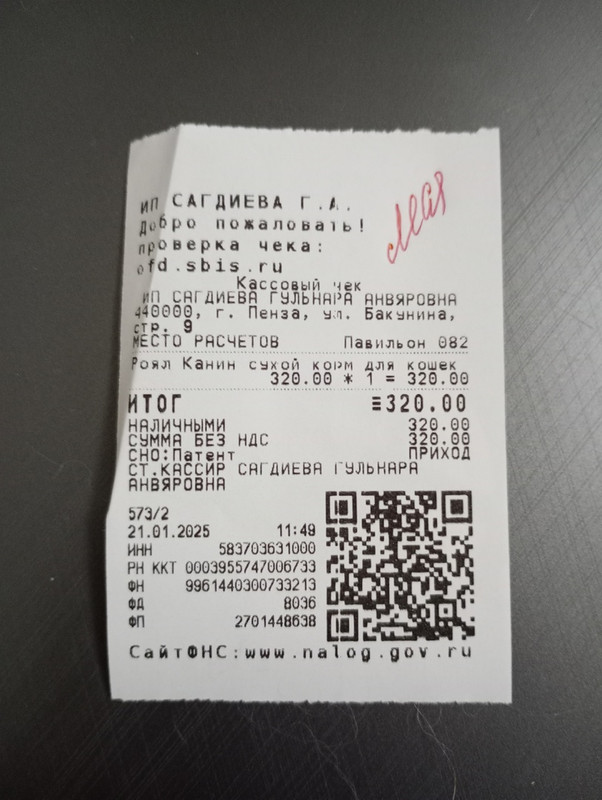 ИП САГДИЕВА Г.А.
Добро пожаловать!
проверка чека:
ofd.sbis.ru
Мая
Кассовый чек
ИП САГДИЕВА ГУЛЬНАРА АНВЯРОВНА
440000, г. Пенза, ул. Бакунина,
стр. 9
МЕСТО РАСЧЕТОВ Павильон 082
Роял Канин сухой корм для кошек
320.00 * 1 = 320.00
ИТОГ ≡320.00
НАЛИЧНЫМИ 320.00
СУММА БЕЗ НДС 320.00
СНО:Патент ПРИХОД
СТ.КАССИР САГДИЕВА ГУЛЬНАРА
АНВЯРОВНА
573/2
21.01.2025 11:49
ИНН 583703631000
РН ККТ 0003955747006733
ФН 9961440300733213
ФД 8036
ФП 2701448638
СайтФНС:www.nalog.gov.ru